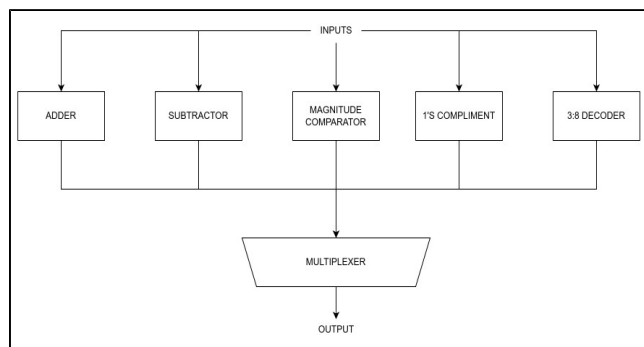 INPUTS
ADDER
SUBTRACTOR
MAGNITUDE
COMPARATOR
1'S COMPLIMENT
3:8 DECODER
MULTIPLEXER
OUTPUT